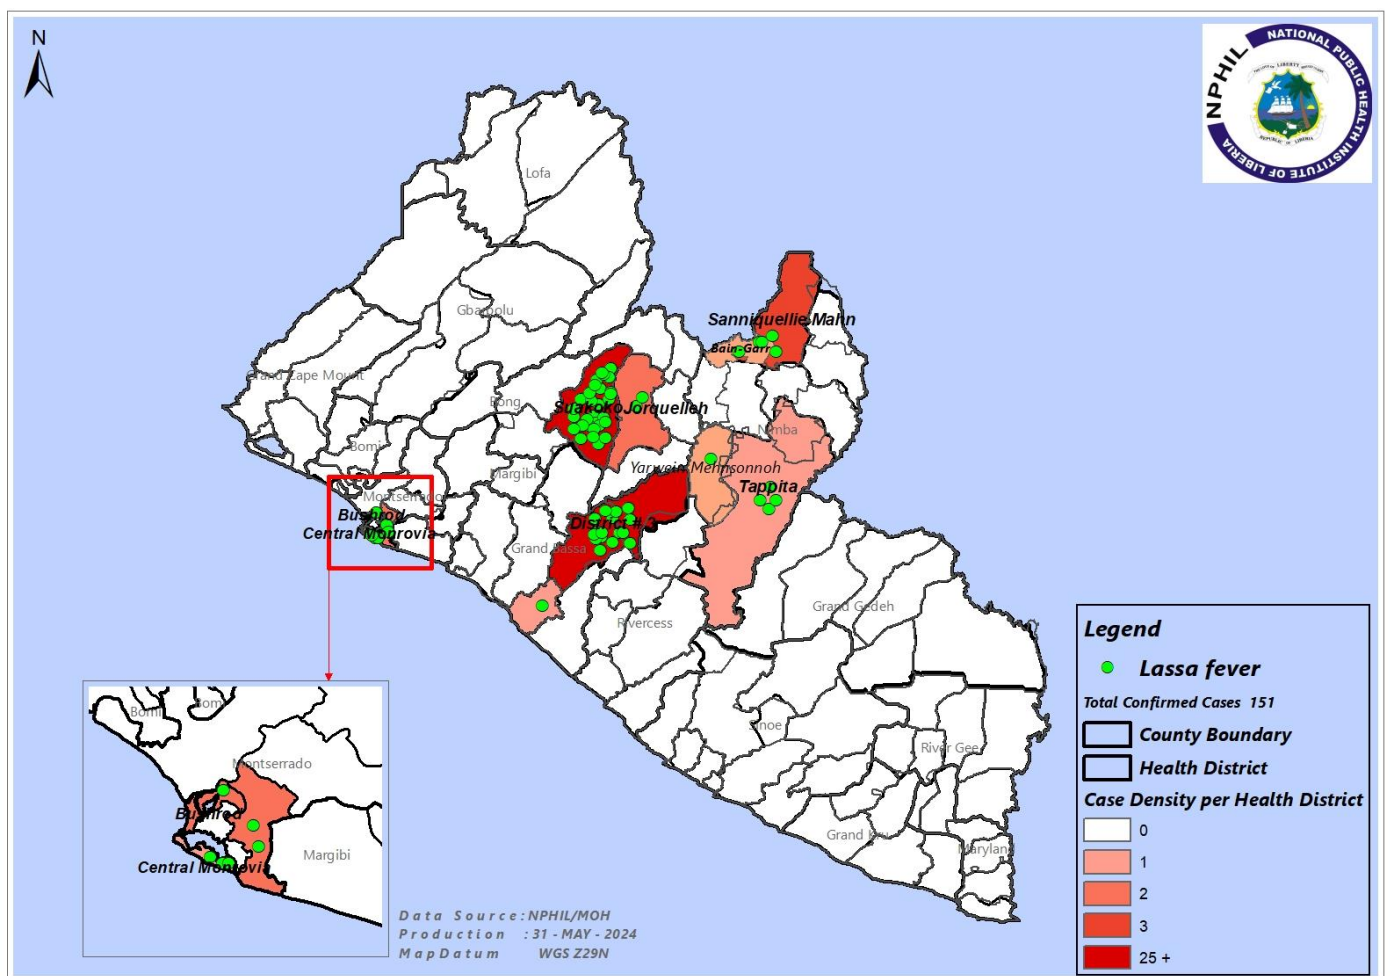 N
NPHIL
NATIONAL PUBLIC HEALTH INSTITUTE OF LIBERIA
REPUBLIC OF LIBERIA
Lofa
Gbarpolu
Grand Cape Mount
Bong
Bomi
Margibi
Montserrado
Bushrod
Central Monrovia
Sanniquellie-Mahn
Bain-Garr
Suakoko
Jorquelleh
Nimba
Yarwein Mehnsonnoh
Tappita
District # 3
Grand Bassa
Rivercess
Grand Gedeh
Sinoe
River Gee
Grand Kru
Maryland
Bomi
Bomi
Montserrado
Bushrod
Central Monrovia
Margibi
Data Source: NPHIL/MOH
Production : 31 - MAY - 2024
MapDatum WGS Z29N
Legend
Lassa fever
Total Confirmed Cases 151
County Boundary
Health District
Case Density per Health District
0
1
2
3
25 +